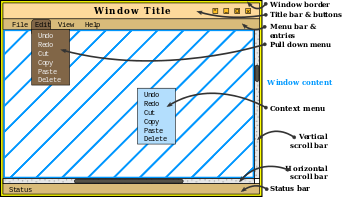 Window Title
File Edit View Help
Undo
Redo
Cut
Copy
Paste
Delete
Undo
Redo
Cut
Copy
Paste
Delete
Status
Window border
Title bar & buttons
Menu bar &
entries
Pull down menu
Window content
Context menu
Vartical
scroll bar
Horizontal
scroll bar
Status bar